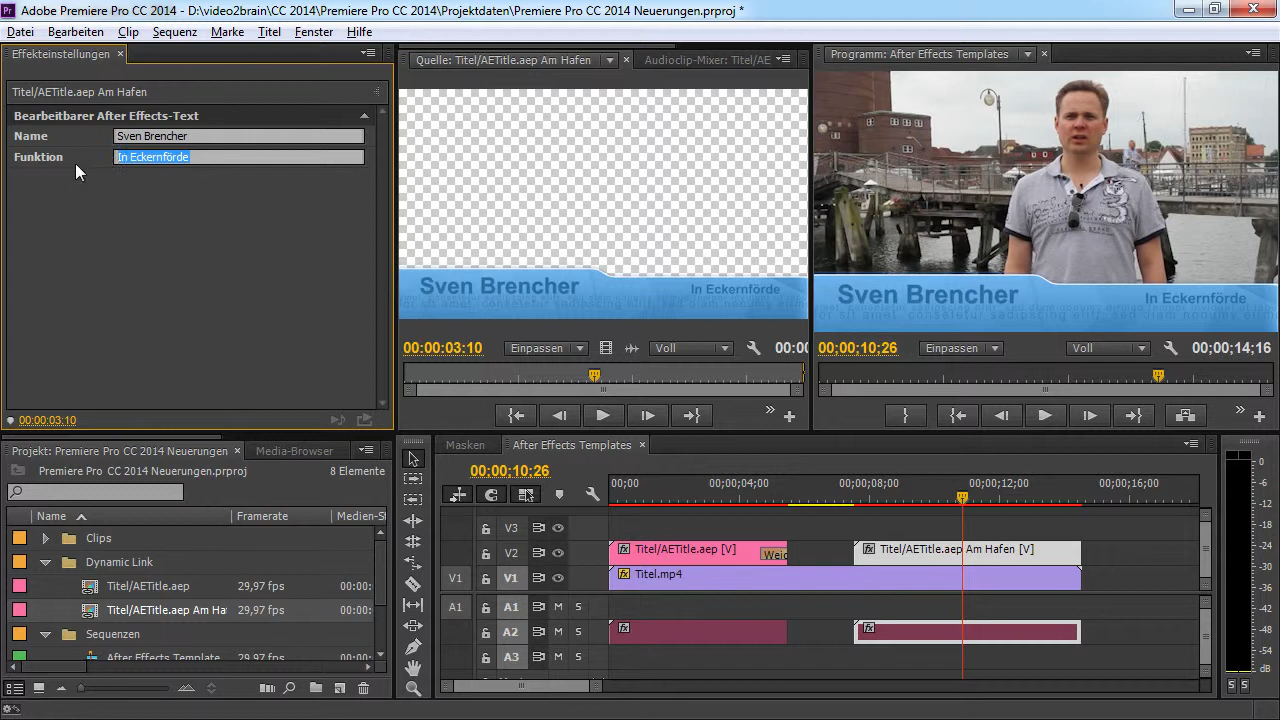 Adobe Premiere Pro CC 2014 - D:\video2brain\CC 2014\Premiere Pro CC 2014\Projektdaten\Premiere Pro CC 2014 Neuerungen.prproj *
Datei Bearbeiten Clip Sequenz Marke Titel Fenster Hilfe
Effekteinstellungen
Titel/AETitle.aep Am Hafen
Bearbeitbarer After Effects-Text
Name Sven Brencher
Funktion In Eckernförde
00:00:03:10
Quelle: Titel/AETitle.aep Am Hafen
Audioclip-Mixer: Titel/AE
Sven Brencher
In Eckernförde
00:00:03:10 Einpassen Voll 00:00
Programm: After Effects Templates
Sven Brencher
In Eckernförde
00;00;10;26 Einpassen Voll 00;00;14;16
Projekt: Premiere Pro CC 2014 Neuerungen
Media-Browser
Premiere Pro CC 2014 Neuerungen.prproj 8 Elemente
Name Framerate Medien-S
Clips
Dynamic Link
Titel/AETitle.aep 29,97 fps 00:00:
Titel/AETitle.aep Am Ha 29,97 fps 00:00:
Sequenzen
After Effects Template 29,97 fps 00;00;
Masken After Effects Templates
00;00;10;26
00;00 00;00;04;00 00;00;08;00 00;00;12;00 00;00;16;00
V3
V2 Titel/AETitle.aep [V] Weic Titel/AETitle.aep Am Hafen [V]
V1 V1 Titel.mp4
A1 A1 M S
A2 M S
A3 M S
0
-6
-12
-18
-24
-30
-36
-42
-48
-54
dB
S S